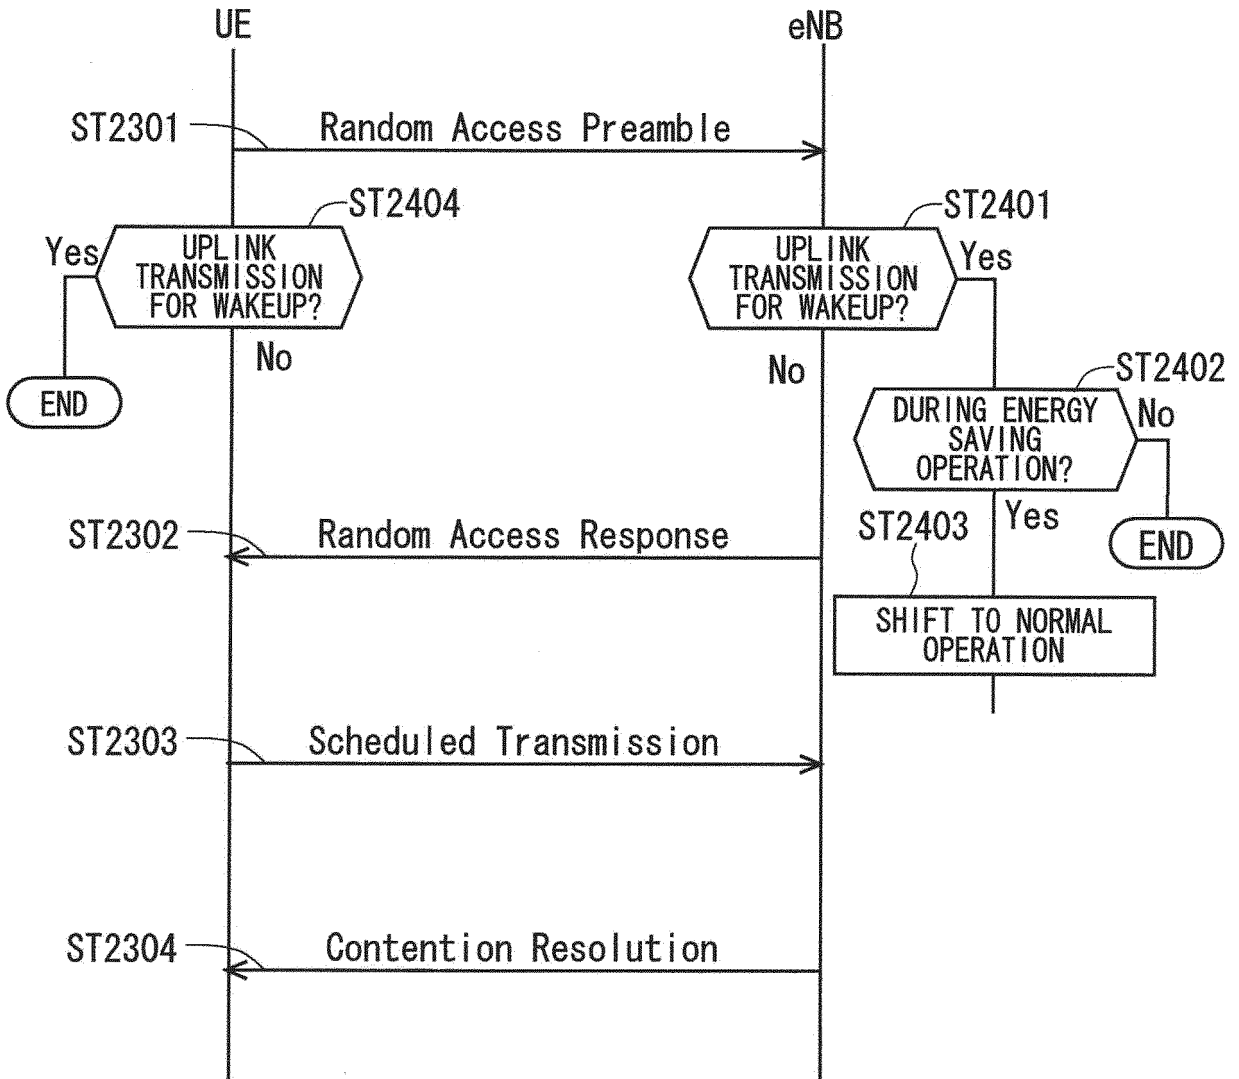 UE
eNB
ST2301
Random Access Preamble
ST2404
ST2401
Yes
UPLINK
TRANSMISSION
FOR WAKEUP?
UPLINK
TRANSMISSION
FOR WAKEUP?
Yes
No
No
ST2402
END
DURING ENERGY
SAVING
OPERATION?
No
ST2302
Random Access Response
ST2403
Yes
END
SHIFT TO NORMAL
OPERATION
ST2303
Scheduled Transmission
ST2304
Contention Resolution